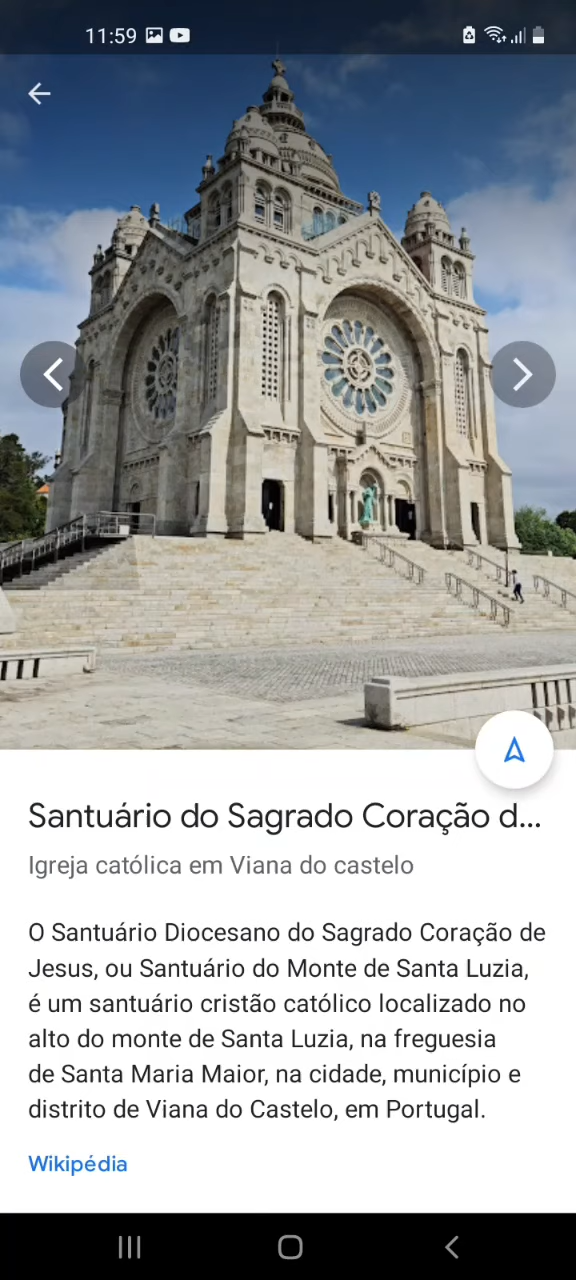 11:59
Santuário do Sagrado Coração d...
Igreja católica em Viana do castelo
O Santuário Diocesano do Sagrado Coração de
Jesus, ou Santuário do Monte de Santa Luzia,
é um santuário cristão católico localizado no
alto do monte de Santa Luzia, na freguesia
de Santa Maria Maior, na cidade, município e
distrito de Viana do Castelo, em Portugal.
Wikipédia